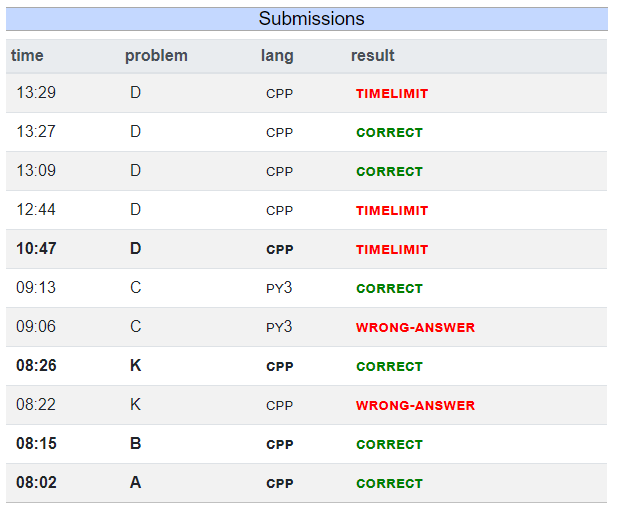 Submissions
time problem lang result
13:29 D CPP TIMELIMIT
13:27 D CPP CORRECT
13:09 D CPP CORRECT
12:44 D CPP TIMELIMIT
10:47 D CPP TIMELIMIT
09:13 C PY3 CORRECT
09:06 C PY3 WRONG-ANSWER
08:26 K CPP CORRECT
08:22 K CPP WRONG-ANSWER
08:15 B CPP CORRECT
08:02 A CPP CORRECT